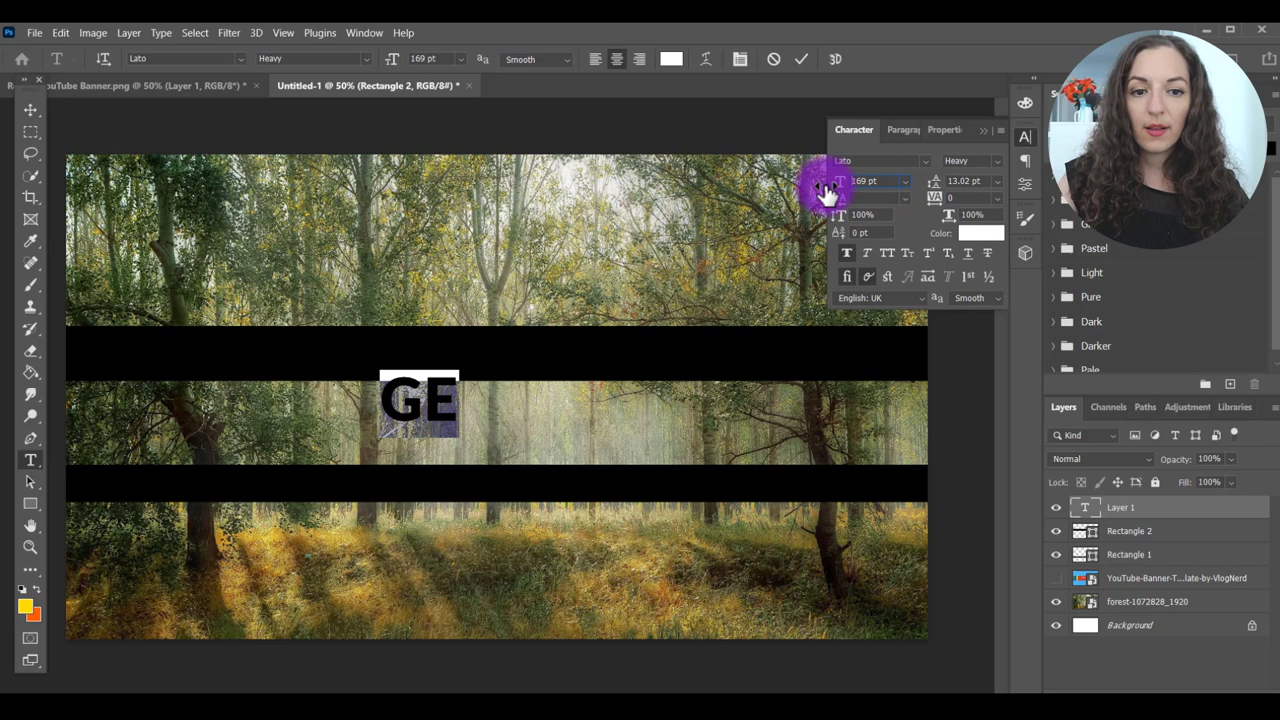 Ps File Edit Image Layer Type Select Filter 3D View Plugins Window Help
Lato Heavy 169 pt Smooth 3D
ouTube Banner.png @ 50% (Layer 1, RGB/8*) * × Untitled-1 @ 50% (Rectangle 2, RGB/8#) * ×
Character Paragra Properti
Lato Heavy
169 pt 13.02 pt
0
100% 100%
0 pt Color:
English: UK Smooth
GE
Pastel
Light
Pure
Dark
Darker
Pale
Layers Channels Paths Adjustment Libraries
Kind
Normal Opacity: 100%
Lock: Fill: 100%
Layer 1
Rectangle 2
Rectangle 1
YouTube-Banner-T...late-by-VlogNerd
forest-1072828_1920
Background